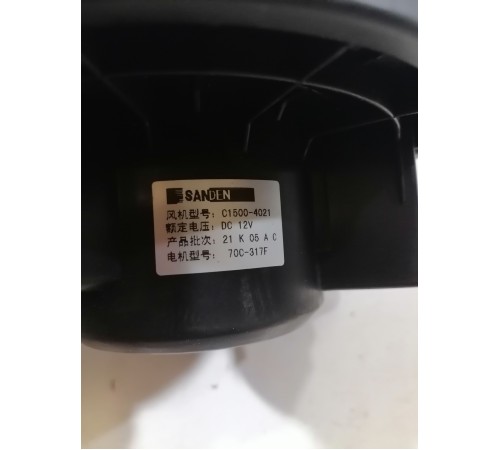 SANDEN
风机型号: C1500-4021
额定电压: DC 12V
产品批次: 21 K 05 A C
电机型号: 70C-317F